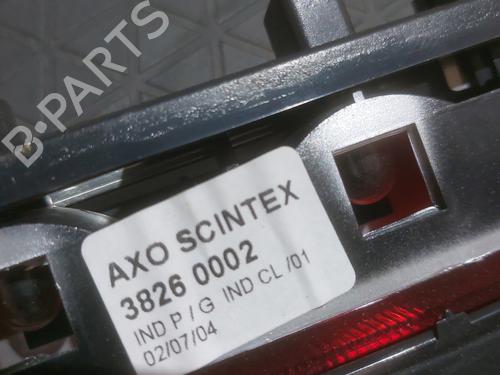 B-PARTS
AXO SCINTEX
3826 0002
IND P / G IND CL /01
02/07/04